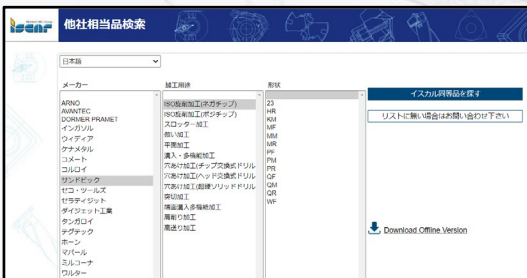 iscar
他社相当品検索
日本語
メーカー
ARNO
AVANTEC
DORMER PRAMET
インガソル
ウィディア
ケナメタル
コメート
コルロイ
サンドビック
セコ・ツールズ
セラティジット
ダイジェット工業
タンガロイ
テグテック
ホーン
マパール
ミルコーナ
ワルター
加工用途
ISO旋削加工(ネガチップ)
ISO旋削加工(ポジチップ)
スロッター加工
倣い加工
平面加工
溝入・多機能加工
穴あけ加工(チップ交換式ドリル
穴あけ加工(ヘッド交換式ドリル
穴あけ加工(超硬ソリッドドリル
突切加工
端面溝入多機能加工
肩削り加工
高送り加工
形状
23
HR
KM
MF
MM
MR
PF
PM
PR
QF
QM
QR
WF
イスカル同等品を探す
リストに無い場合はお問い合わせ下さい
Download Offline Version